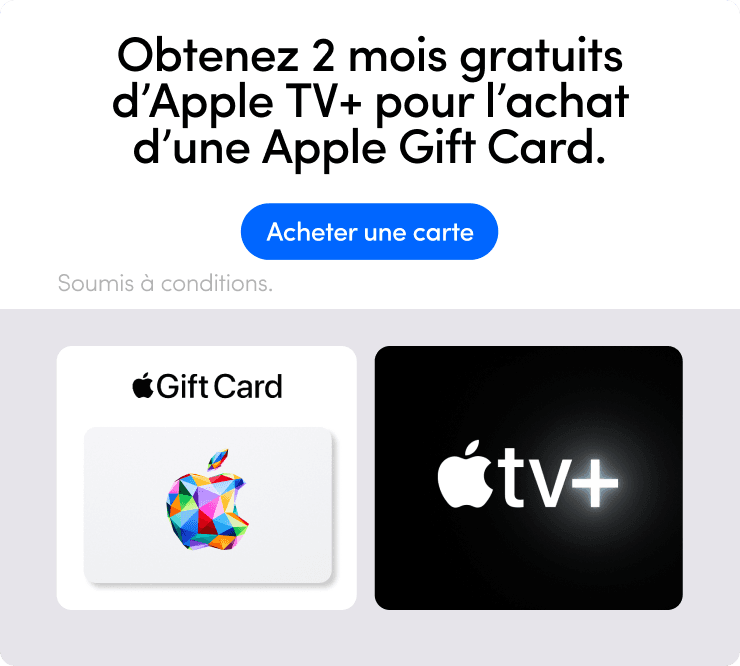 Obtenez 2 mois gratuits
d’Apple TV+ pour l’achat
d’une Apple Gift Card.
Acheter une carte
Soumis à conditions.
Gift Card
tv+